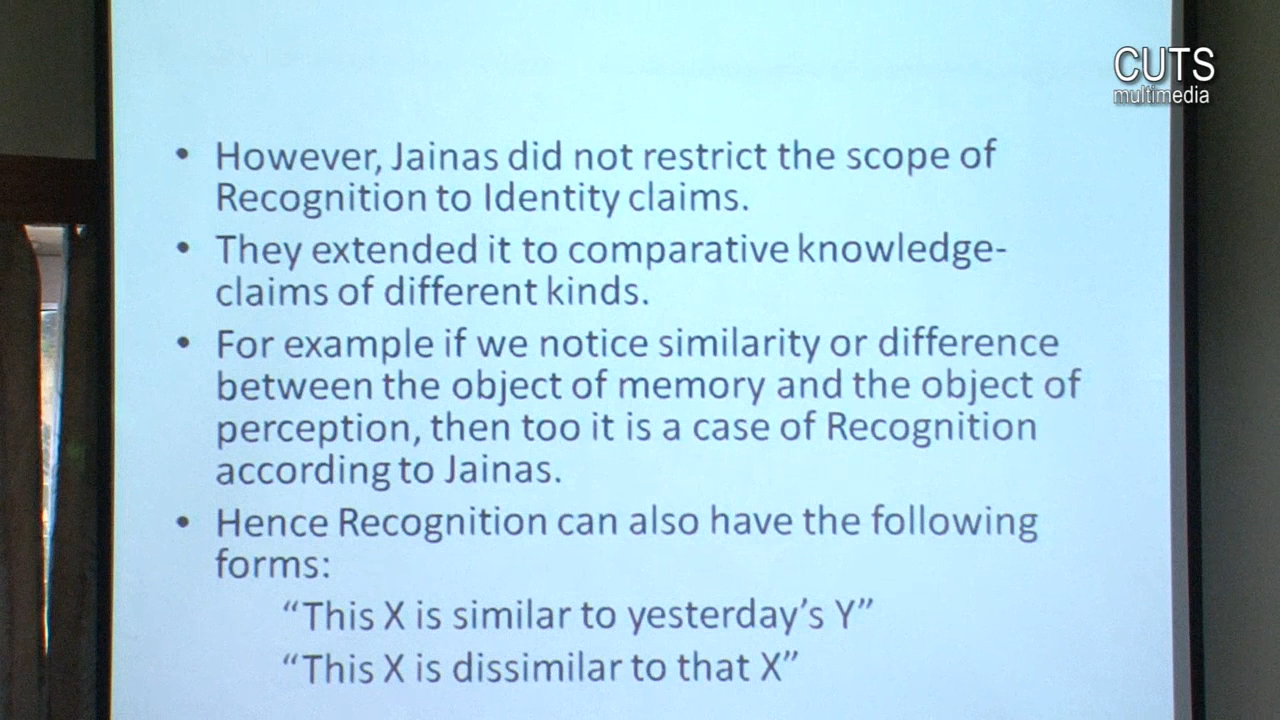 CUTS
multimedia
• However, Jainas did not restrict the scope of
Recognition to Identity claims.
• They extended it to comparative knowledge-
claims of different kinds.
• For example if we notice similarity or difference
between the object of memory and the object of
perception, then too it is a case of Recognition
according to Jainas.
• Hence Recognition can also have the following
forms:
“This X is similar to yesterday’s Y”
“This X is dissimilar to that X”